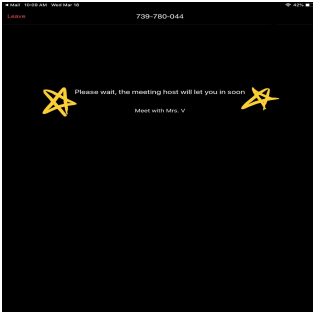 Mail 10:09 AM Wed Mar 18 42%
Leave 739-780-044
Please wait, the meeting host will let you in soon
Meet with Mrs. V